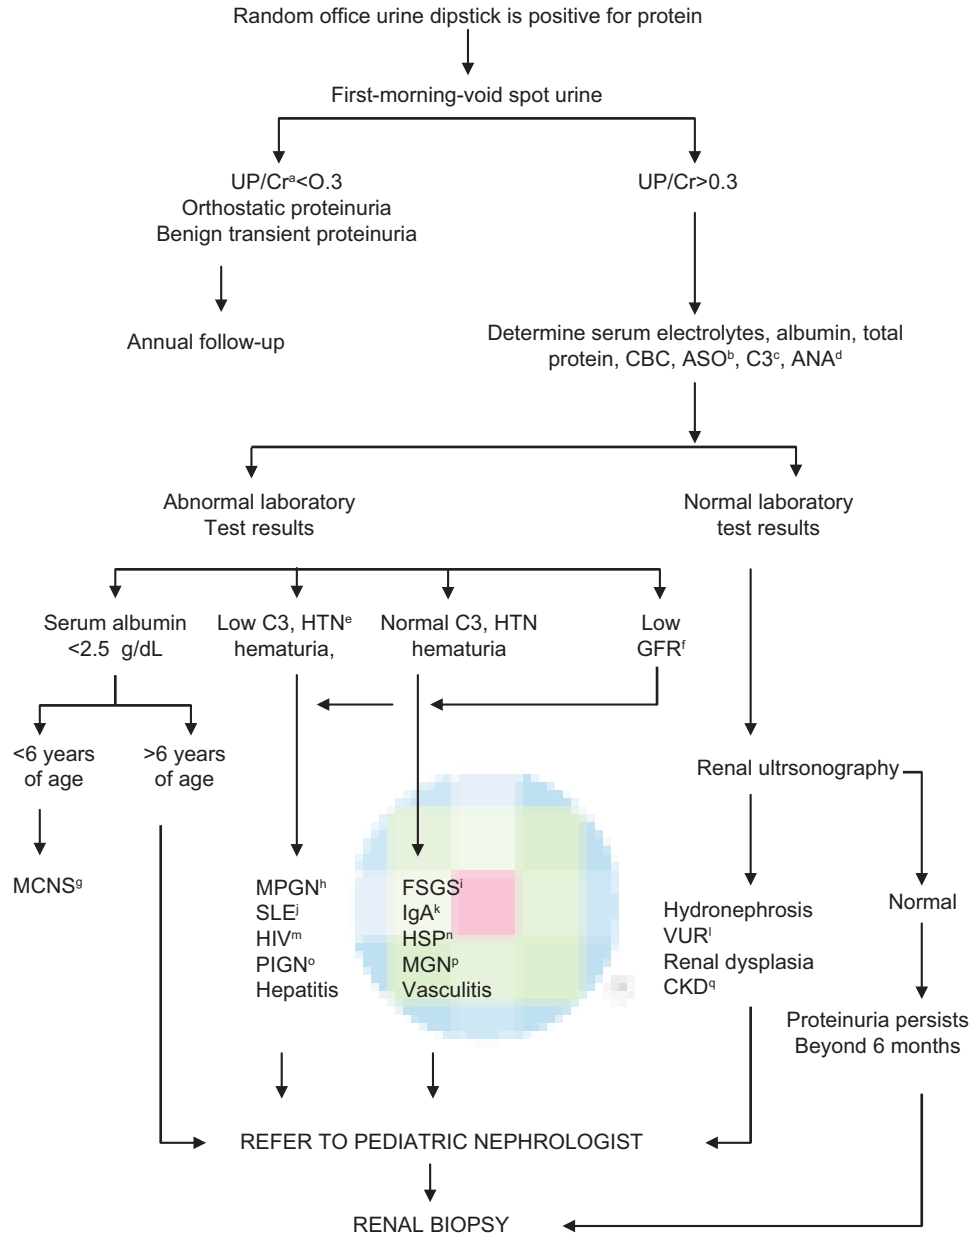 Random office urine dipstick is positive for protein
First-morning-void spot urine
UP/Crᵃ<O.3
Orthostatic proteinuria
Benign transient proteinuria
UP/Cr>0.3
Annual follow-up
Determine serum electrolytes, albumin, total
protein, CBC, ASOᵇ, C3ᶜ, ANAᵈ
Abnormal laboratory
Test results
Normal laboratory
test results
Serum albumin
<2.5 g/dL
Low C3, HTNᵉ
hematuria,
Normal C3, HTN
hematuria
Low
GFRᶠ
<6 years
of age
>6 years
of age
Renal ultrsonography
MCNSᵍ
MPGNʰ
SLEʲ
HIVᵐ
PIGNᵒ
Hepatitis
FSGSⁱ
IgAᵏ
HSPⁿ
MGNᵖ
Vasculitis
Hydronephrosis
VURˡ
Renal dysplasia
CKD^q
Normal
Proteinuria persists
Beyond 6 months
REFER TO PEDIATRIC NEPHROLOGIST
RENAL BIOPSY